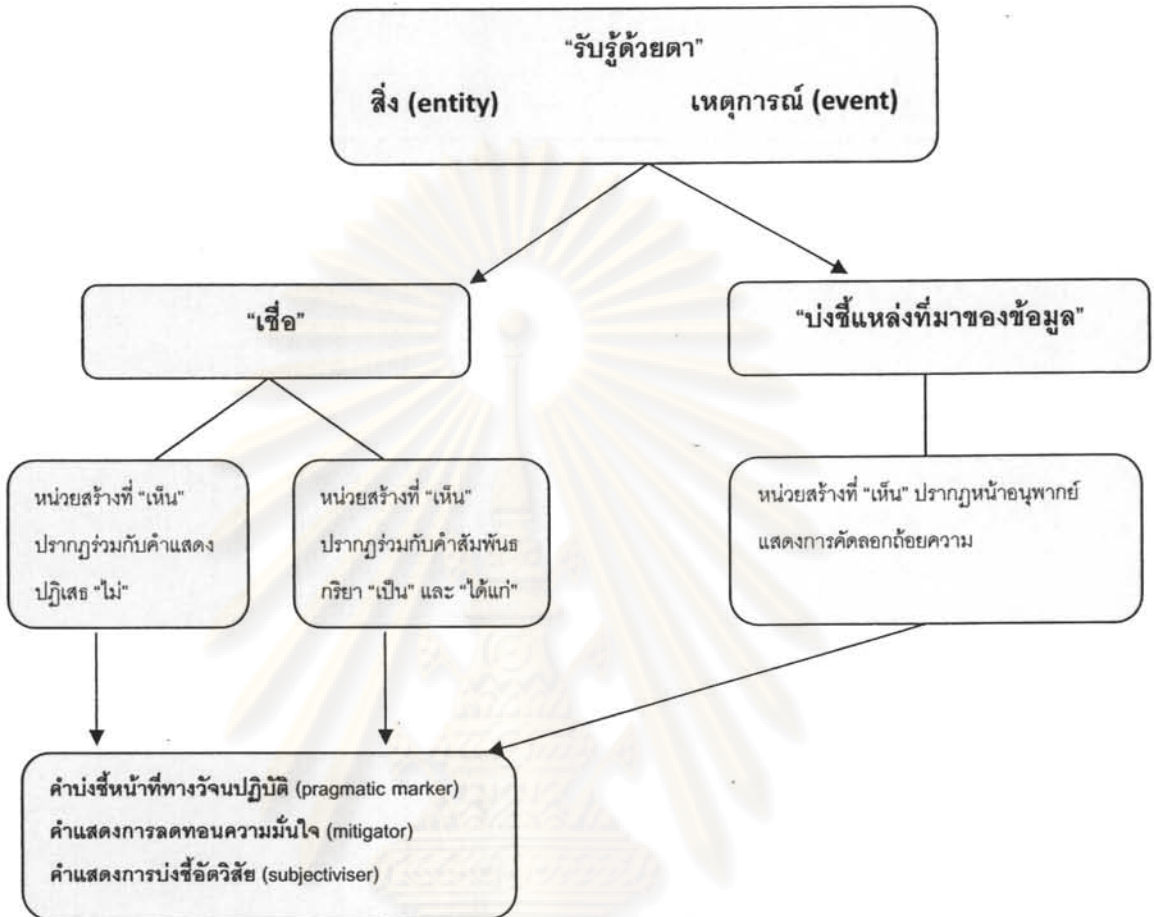 “รับรู้ด้วยตา”
สิ่ง (entity) เหตุการณ์ (event)
“เชื่อ”
“บ่งชี้แหล่งที่มาของข้อมูล”
หน่วยสร้างที่ “เห็น”
ปรากฏร่วมกับคำแสดง
ปฏิเสธ “ไม่”
หน่วยสร้างที่ “เห็น”
ปรากฏร่วมกับคำสัมพันธ
กริยา “เป็น” และ “ได้แก่”
หน่วยสร้างที่ “เห็น” ปรากฏหน้าอนุพากย์
แสดงการคัดลอกถ้อยความ
คำบ่งชี้หน้าที่ทางวัจนปฏิบัติ (pragmatic marker)
คำแสดงการลดทอนความมั่นใจ (mitigator)
คำแสดงการบ่งชี้อัตวิสัย (subjectiviser)